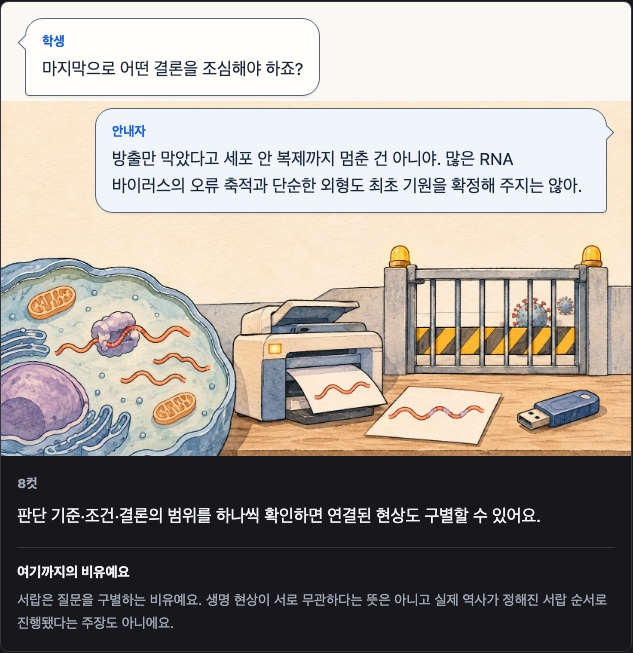 학생
마지막으로 어떤 결론을 조심해야 하죠?
안내자
방출만 막았다고 세포 안 복제까지 멈춘 건 아니야. 많은 RNA
바이러스의 오류 축적과 단순한 외형도 최초 기원을 확정해 주지는 않아.
8컷
판단 기준·조건·결론의 범위를 하나씩 확인하면 연결된 현상도 구별할 수 있어요.
여기까지의 비유예요
서랍은 질문을 구별하는 비유예요. 생명 현상이 서로 무관하다는 뜻은 아니고 실제 역사가 정해진 서랍 순서로
진행됐다는 주장도 아니에요.